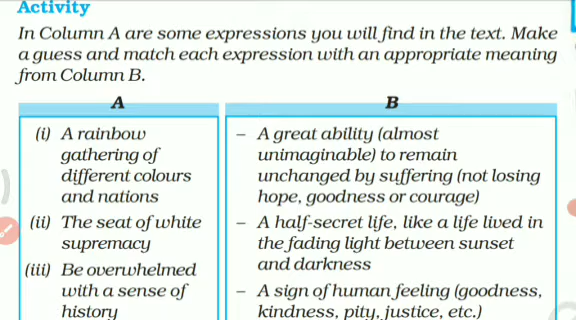 Activity
In Column A are some expressions you will find in the text. Make
a guess and match each expression with an appropriate meaning
from Column B.
A
B
(i) A rainbow
gathering of
different colours
and nations
(ii) The seat of white
supremacy
(iii) Be overwhelmed
with a sense of
history
– A great ability (almost
unimaginable) to remain
unchanged by suffering (not losing
hope, goodness or courage)
– A half-secret life, like a life lived in
the fading light between sunset
and darkness
– A sign of human feeling (goodness,
kindness, pity, justice, etc.)